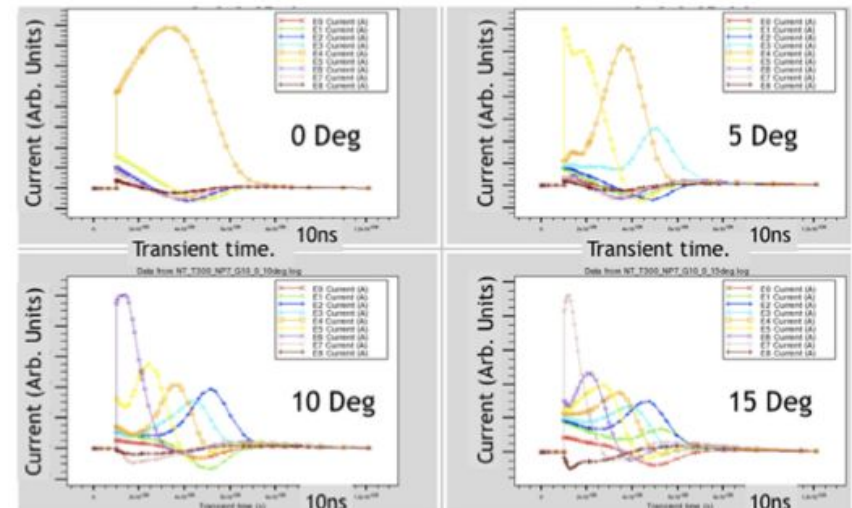 Current (Arb. Units)
E0 Current (A)
E1 Current (A)
E2 Current (A)
E3 Current (A)
E4 Current (A)
E5 Current (A)
E6 Current (A)
E7 Current (A)
E8 Current (A)
0 Deg
10ns
Transient time.
Current (Arb. Units)
E0 Current (A)
E1 Current (A)
E2 Current (A)
E3 Current (A)
E4 Current (A)
E5 Current (A)
E6 Current (A)
E7 Current (A)
E8 Current (A)
5 Deg
10ns
Transient time.
Data from NT_T300_NP7_G10_0_10deg.log
Current (Arb. Units)
E0 Current (A)
E1 Current (A)
E2 Current (A)
E3 Current (A)
E4 Current (A)
E5 Current (A)
E6 Current (A)
E7 Current (A)
E8 Current (A)
10 Deg
Transient time (s)
10ns
Data from NT_T300_NP7_G10_0_15deg.log
Current (Arb. Units)
E0 Current (A)
E1 Current (A)
E2 Current (A)
E3 Current (A)
E4 Current (A)
E5 Current (A)
E6 Current (A)
E7 Current (A)
E8 Current (A)
15 Deg
Transient time (s)
10ns